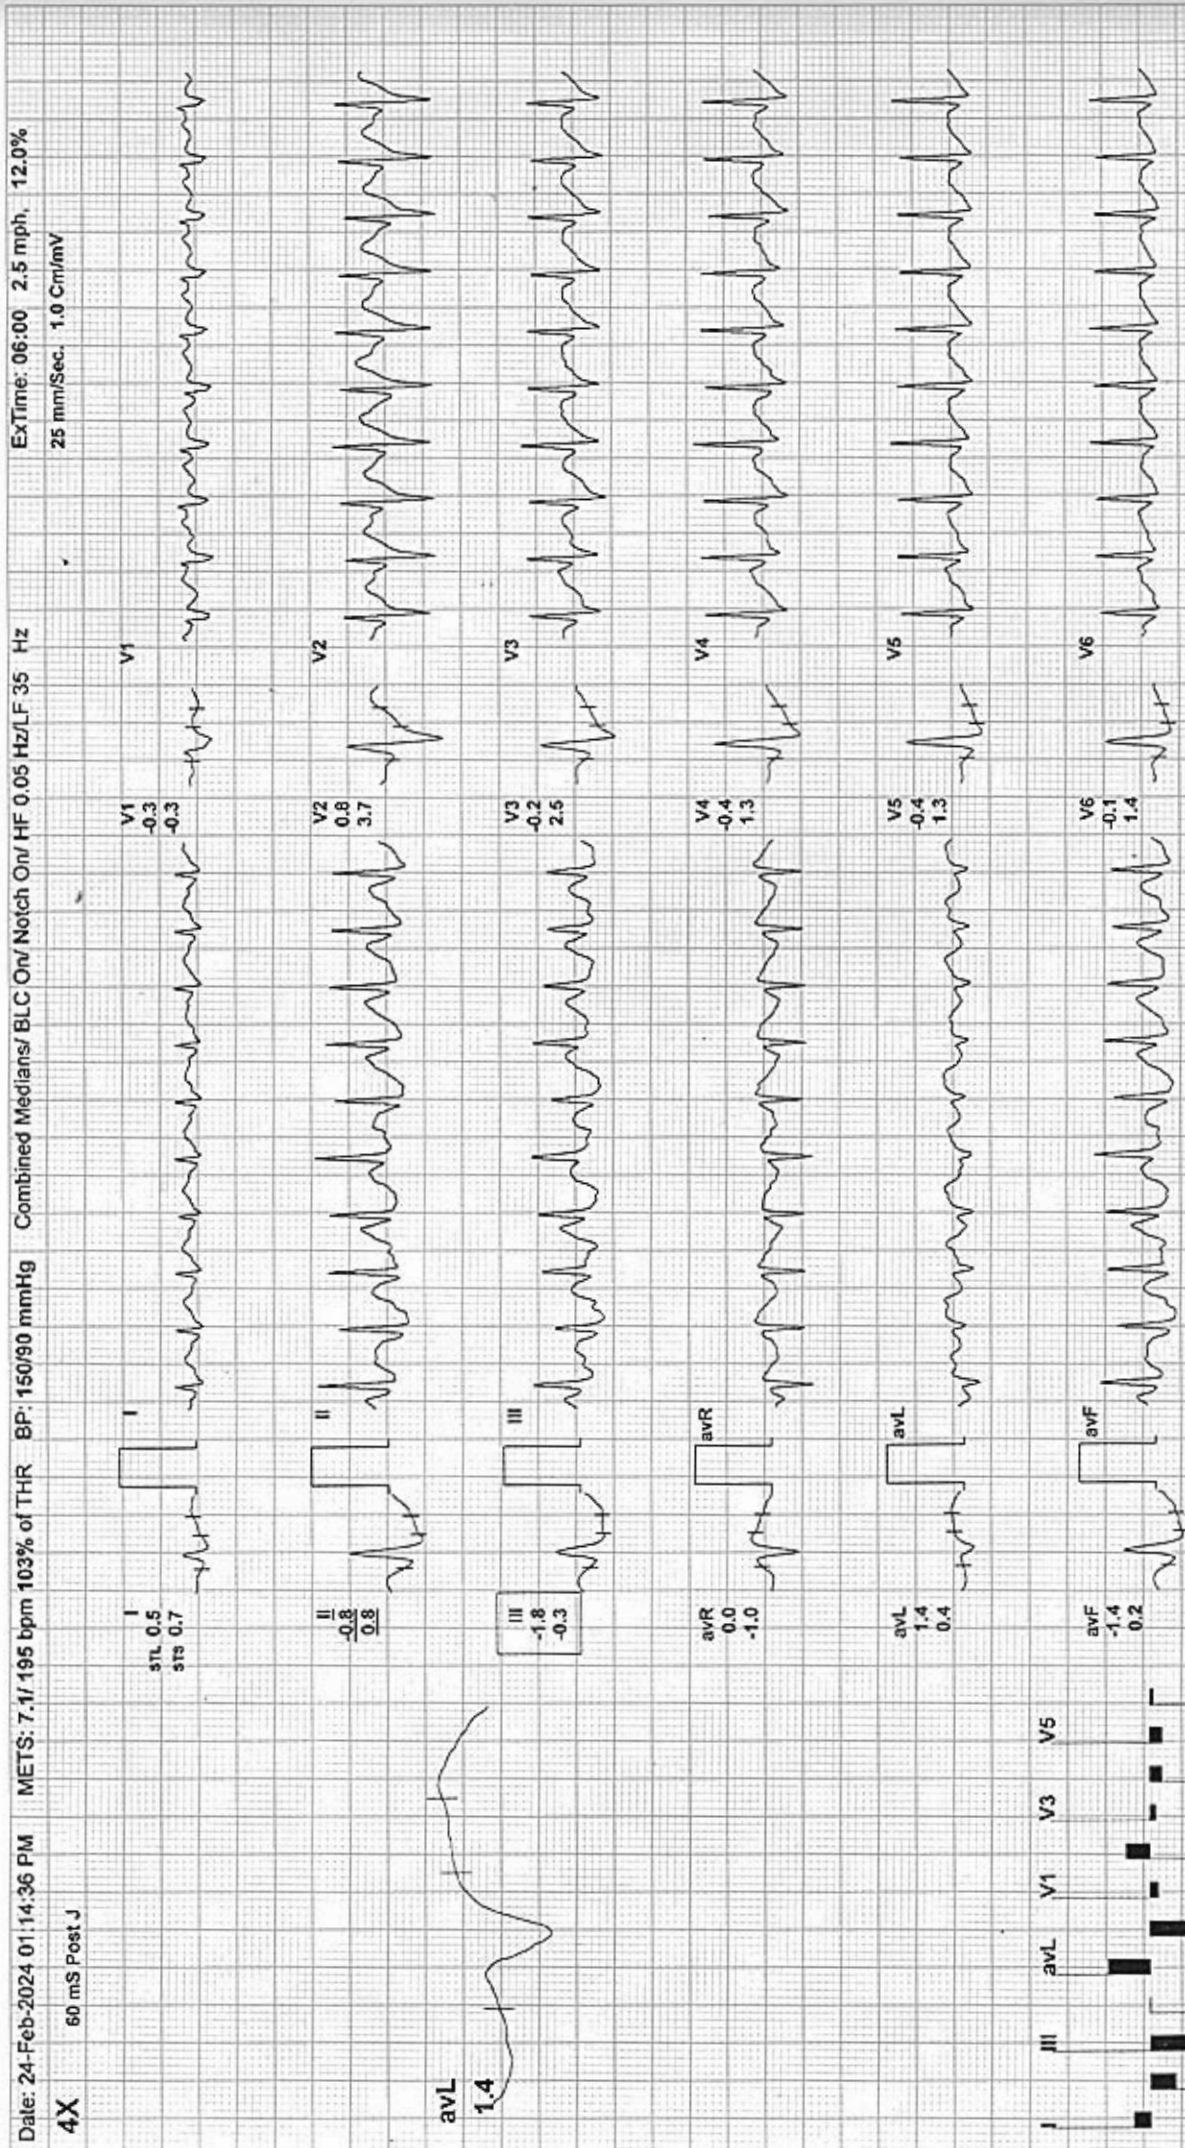 Date: 24-Feb-2024 01:14:36 PM METS: 7.1/ 195 bpm 103% of THR BP: 150/90 mmHg Combined Medians/ BLC On/ Notch On/ HF 0.05 Hz/LF 35 Hz ExTime: 06:00 2.5 mph, 12.0%
4X 60 mS Post J 25 mm/Sec. 1.0 Cm/mV
avL
1.4
I
STL 0.5
STS 0.7
I
V1
-0.3
-0.3
V1
II
-0.8
0.8
II
V2
0.8
3.7
V2
III
-1.8
-0.3
III
V3
-0.2
2.5
V3
avR
0.0
-1.0
avR
V4
-0.4
1.3
V4
avL
1.4
0.4
avL
V5
-0.4
1.3
V5
avF
-1.4
0.2
avF
V6
-0.1
1.4
V6
I III avL V1 V3 V5